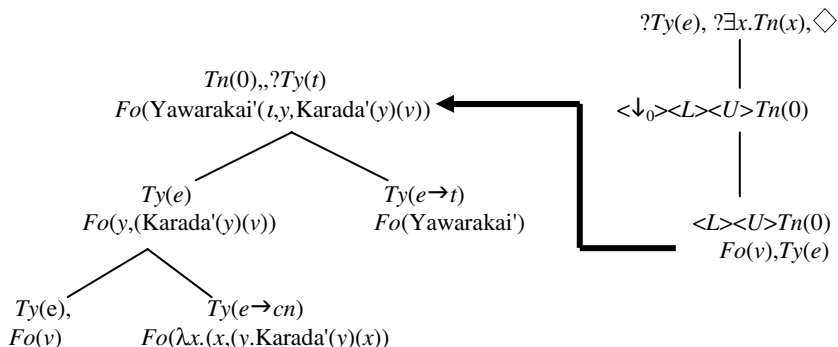 ?Ty(e), ?∃x.Tn(x),◇
Tn(0),,?Ty(t)
Fo(Yawarakai'(ι,y,Karada'(y)(v))
<↓₀><L><U>Tn(0)
Ty(e)
Fo(y,(Karada'(y)(v))
Ty(e→t)
Fo(Yawarakai')
<L><U>Tn(0)
Fo(v),Ty(e)
Ty(e),
Fo(v)
Ty(e→cn)
Fo(λx.(x,(y.Karada'(y)(x))